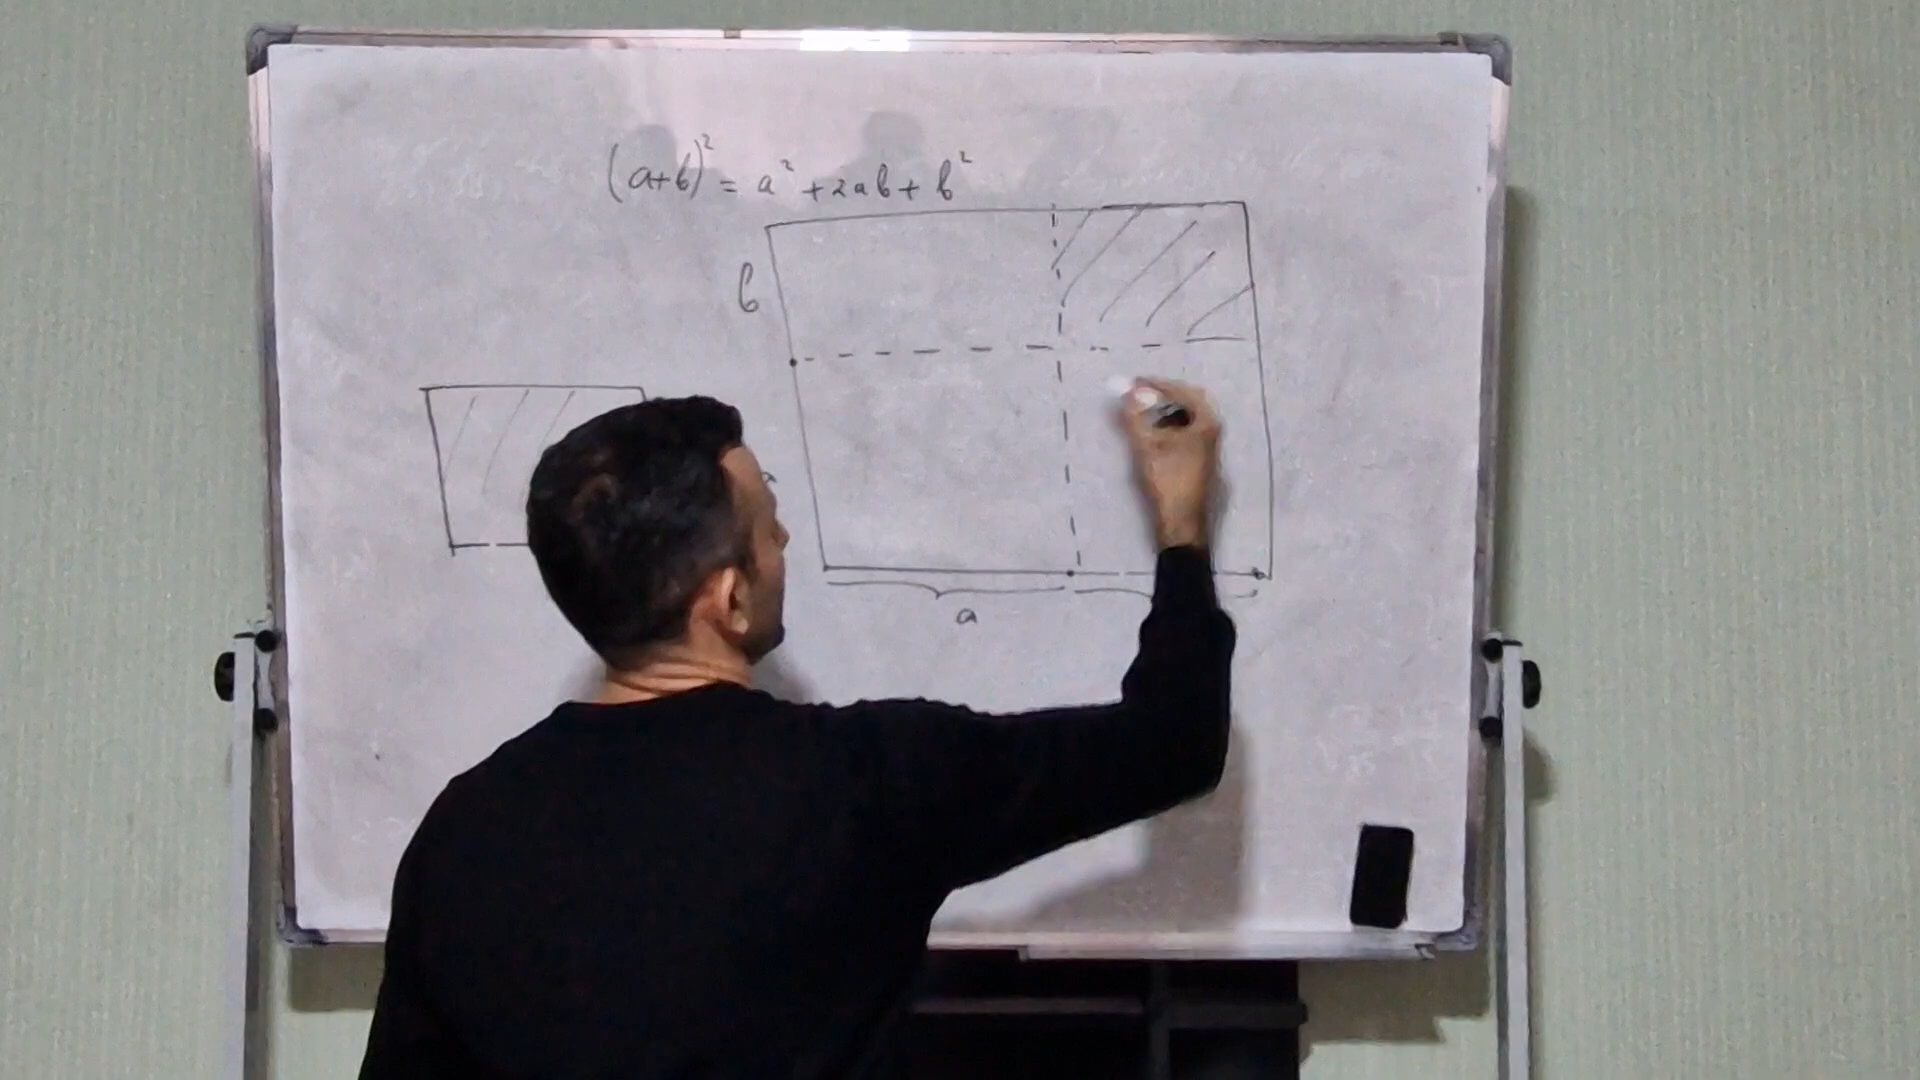 (a+b)² = a² + 2ab + b²
b
a
a